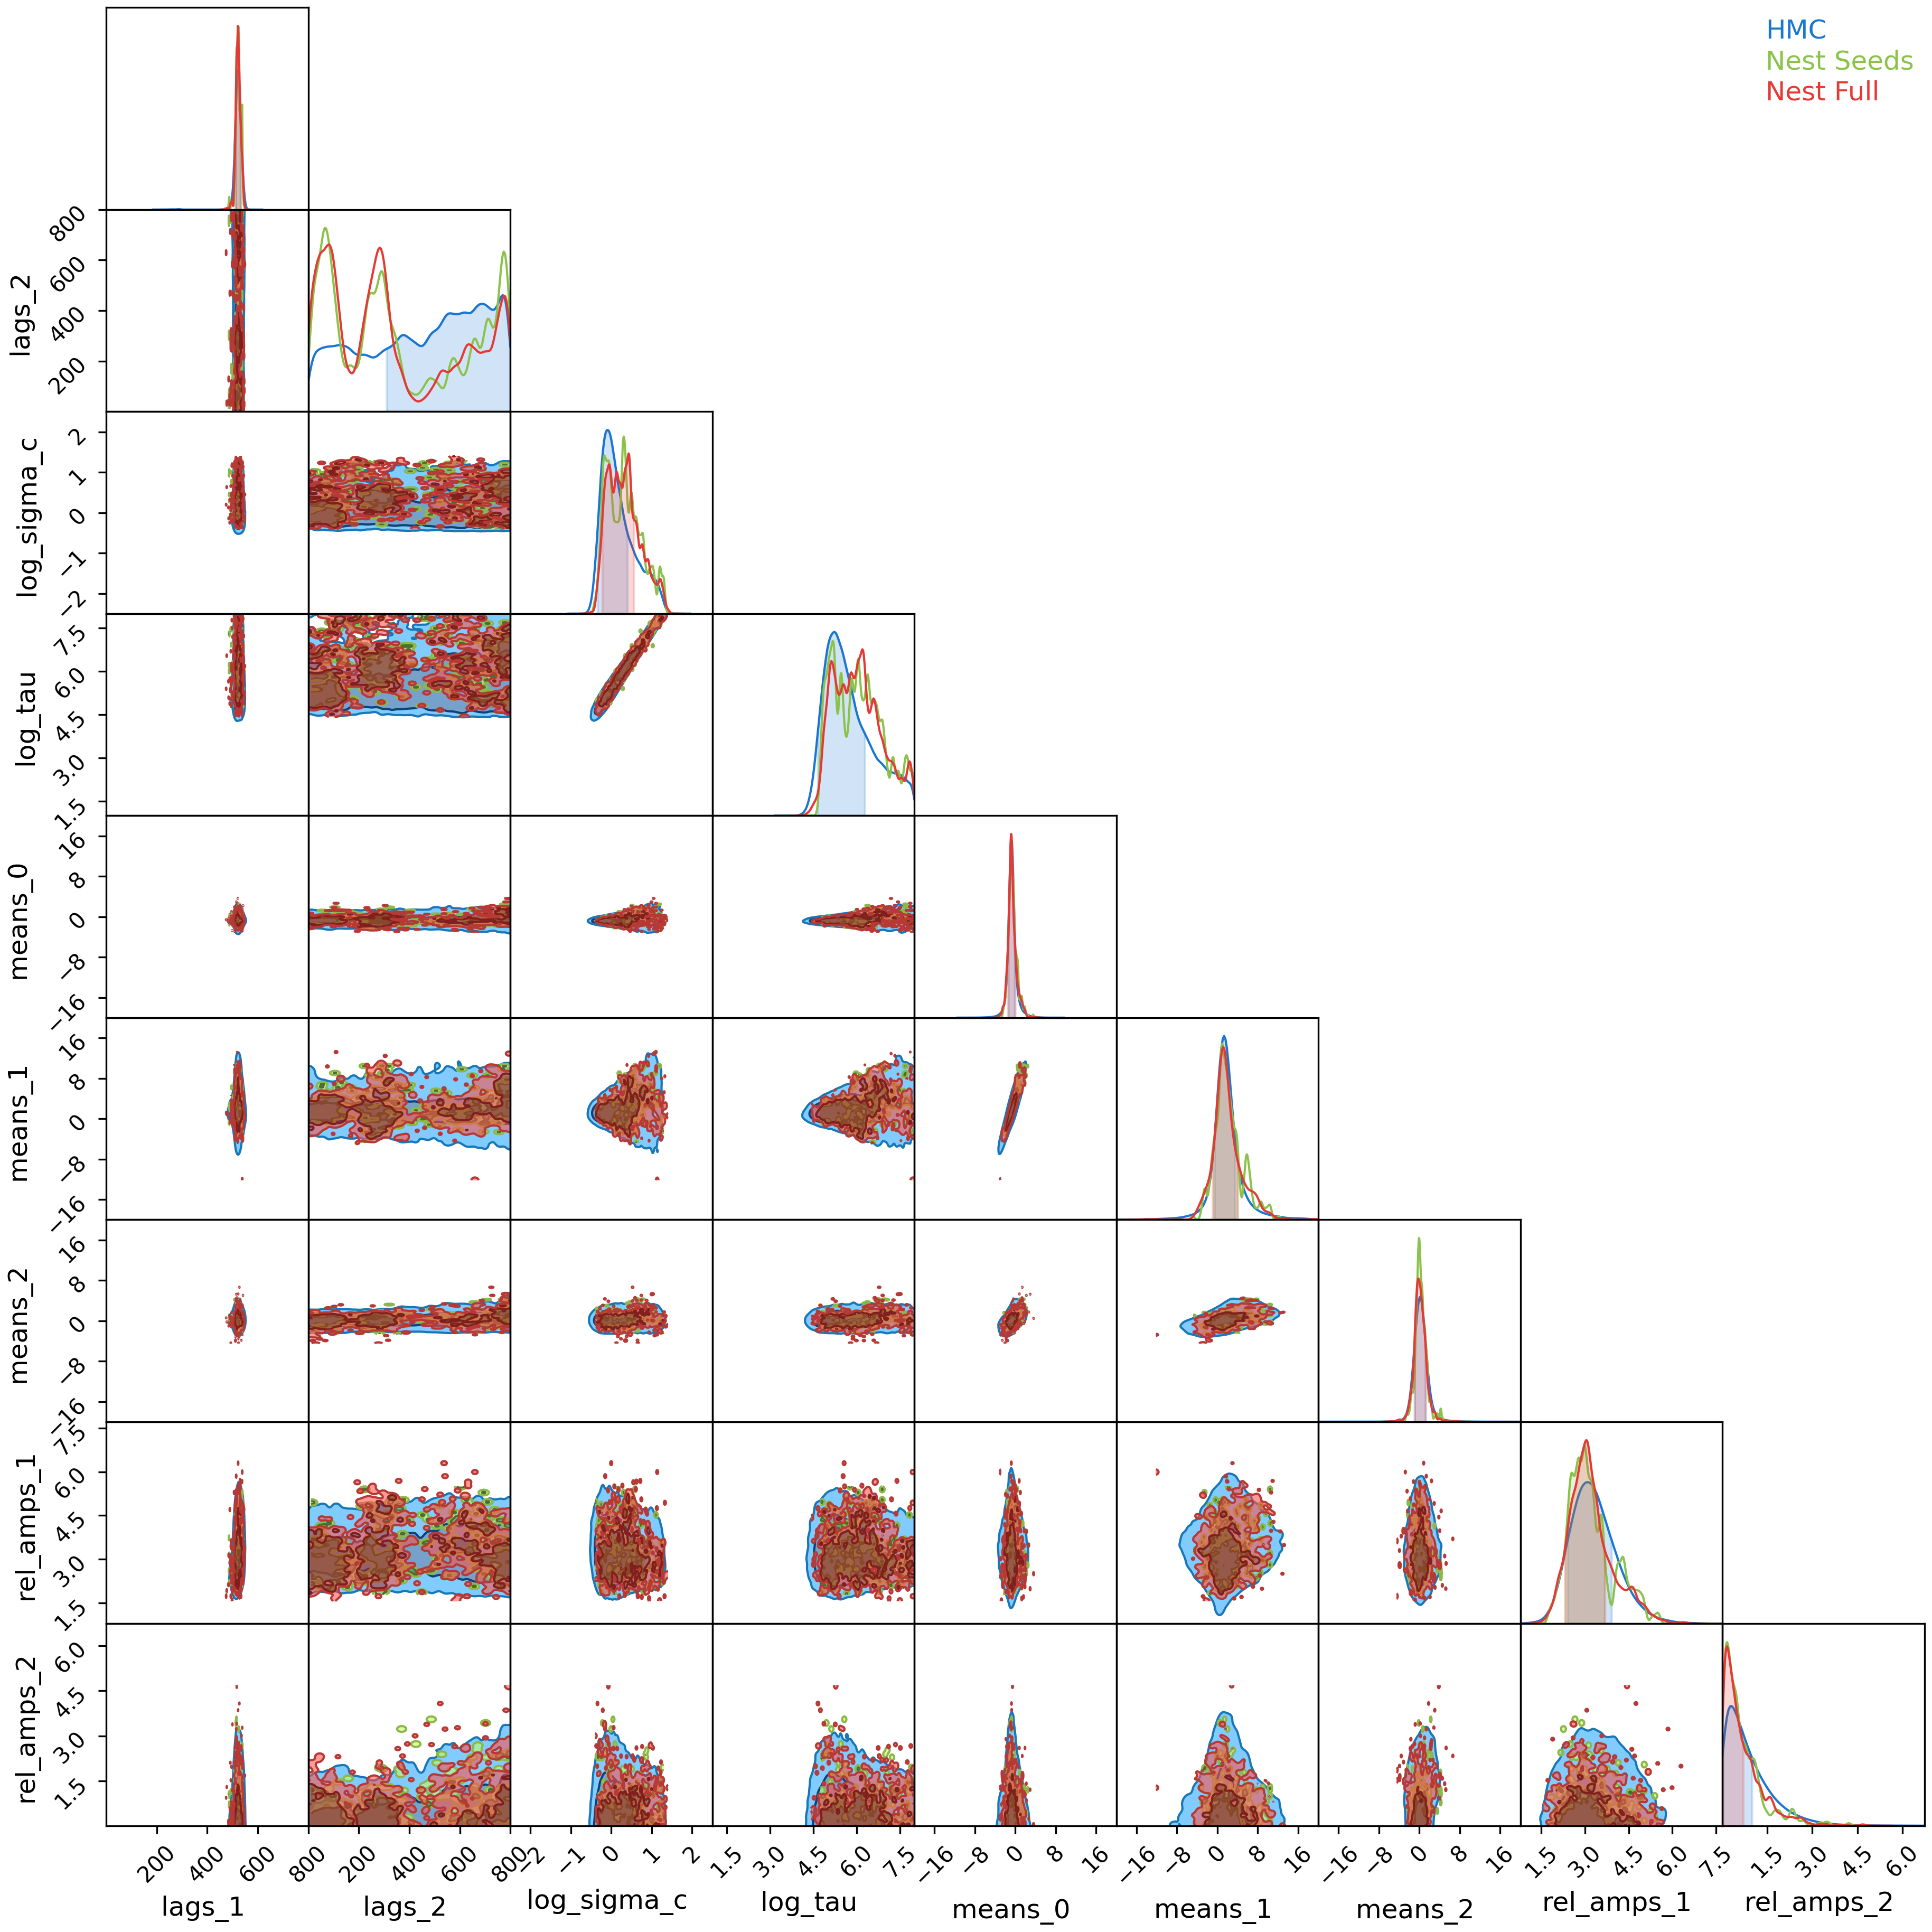 HMC
Nest Seeds
Nest Full
800
600
400
200
lags_2
2
1
0
−1
−2
log_sigma_c
7.5
6.0
4.5
3.0
1.5
log_tau
16
8
0
−8
−16
means_0
16
8
0
−8
−16
means_1
16
8
0
−8
−16
means_2
7.5
6.0
4.5
3.0
1.5
rel_amps_1
6.0
4.5
3.0
1.5
rel_amps_2
200 400 600 800
200 400 600 800
−2 −1 0 1 2
1.5 3.0 4.5 6.0 7.5
−16 −8 0 8 16
−16 −8 0 8 16
−16 −8 0 8 16
1.5 3.0 4.5 6.0 7.5
1.5 3.0 4.5 6.0
lags_1 lags_2 log_sigma_c log_tau means_0 means_1 means_2 rel_amps_1 rel_amps_2